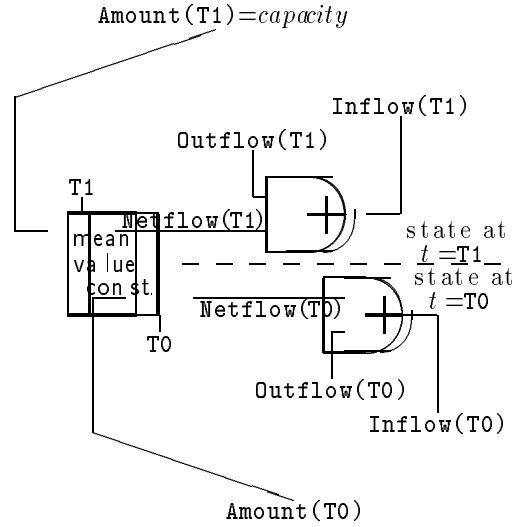 Amount(T1)=capacity
Inflow(T1)
Outflow(T1)
T1
Netflow(T1)
mean
value
const.
state at
t=T1
state at
t=T0
Netflow(T0)
T0
Outflow(T0)
Inflow(T0)
Amount(T0)